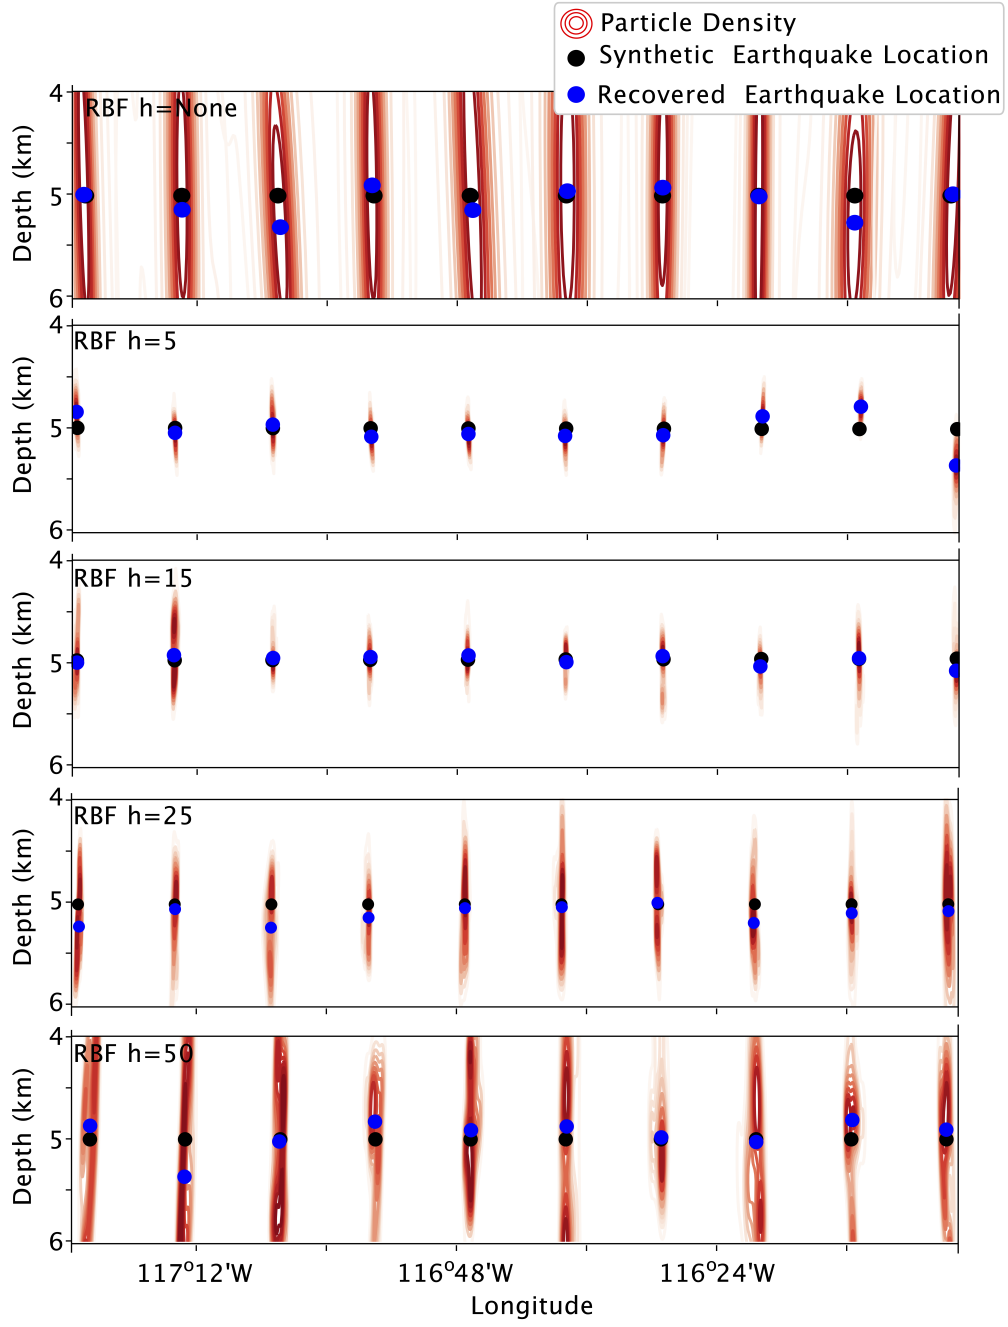 Particle Density
Synthetic Earthquake Location
Recovered Earthquake Location
RBF h=None
4
5
6
Depth (km)
RBF h=5
4
5
6
Depth (km)
RBF h=15
4
5
6
Depth (km)
RBF h=25
4
5
6
Depth (km)
RBF h=50
4
5
6
Depth (km)
117°12'W 116°48'W 116°24'W
Longitude